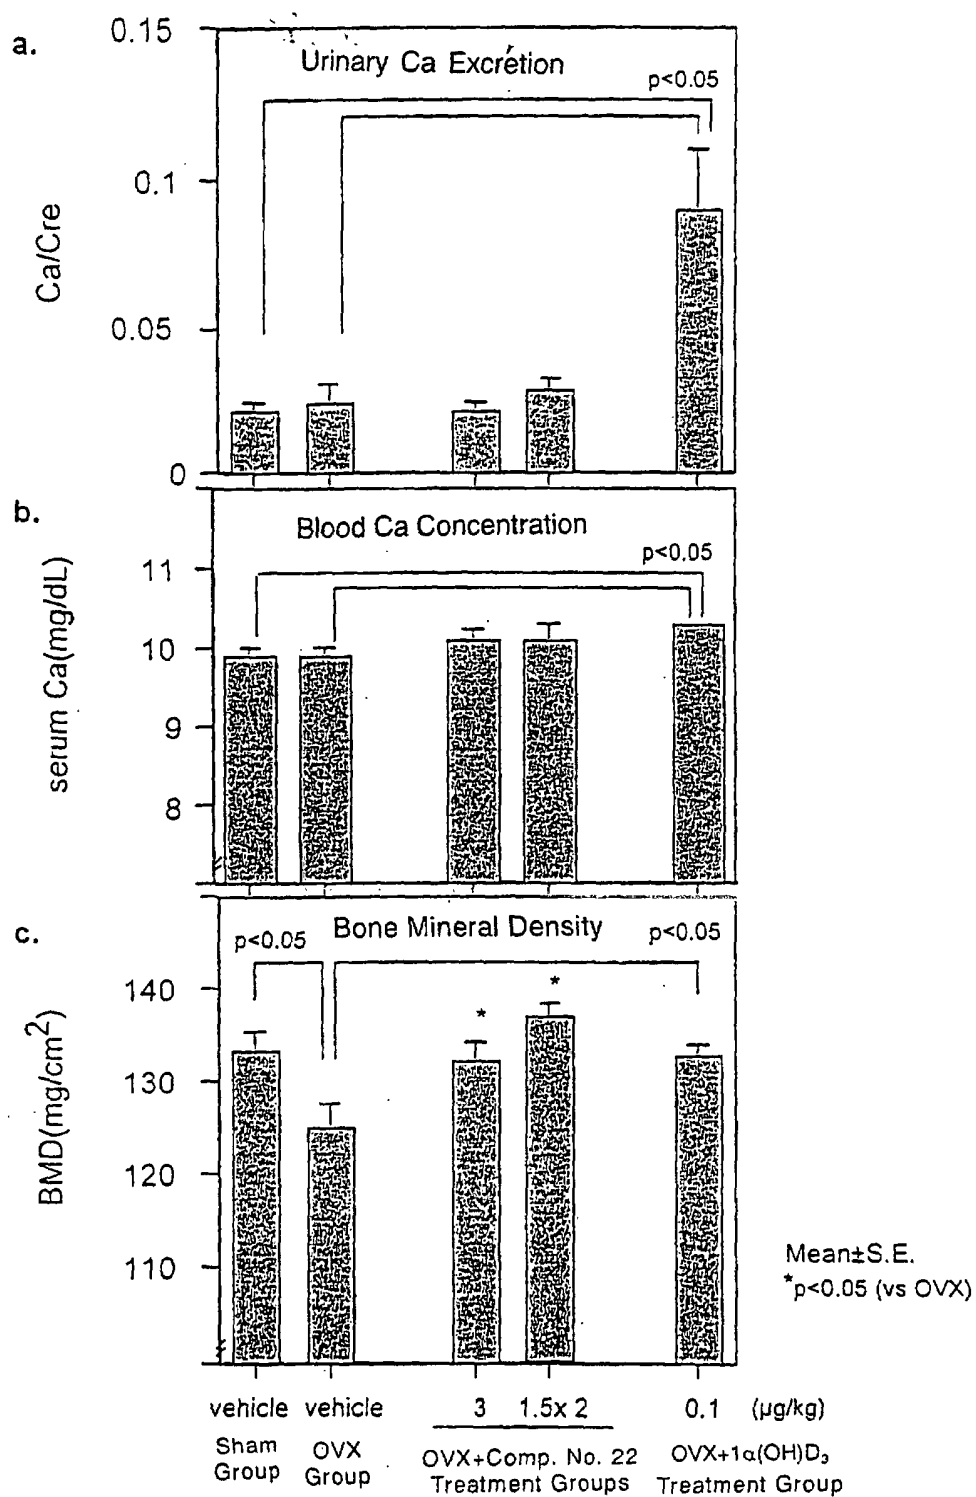 a.
0.15
Urinary Ca Excretion
p<0.05
0.1
Ca/Cre
0.05
0
b.
Blood Ca Concentration
p<0.05
11
serum Ca(mg/dL)
10
9
8
c.
p<0.05
Bone Mineral Density
p<0.05
140
BMD(mg/cm²)
130
120
110
Mean±S.E.
*p<0.05 (vs OVX)
*
*
vehicle vehicle 3 1.5x 2 0.1 (µg/kg)
Sham
Group
OVX
Group
OVX+Comp. No. 22
Treatment Groups
OVX+1α(OH)D₃
Treatment Group